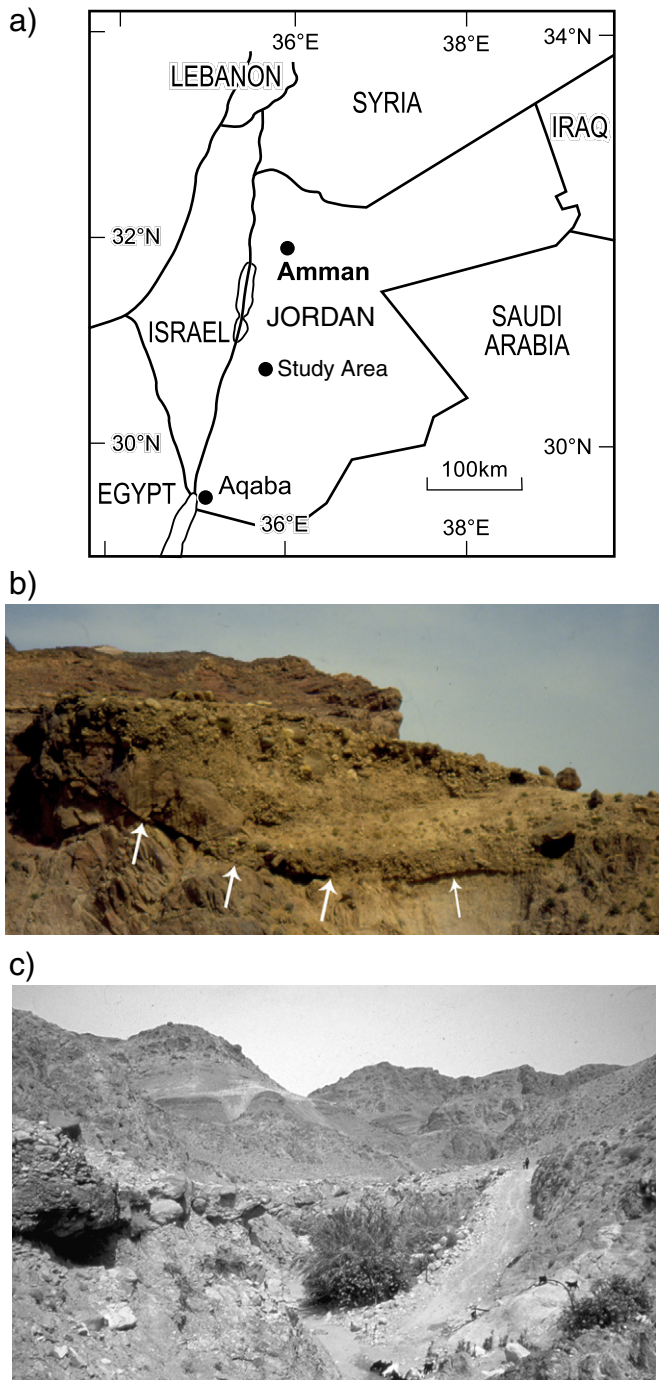 a)
36°E
38°E
34°N
LEBANON
SYRIA
IRAQ
32°N
Amman
ISRAEL
JORDAN
SAUDI
ARABIA
Study Area
30°N
30°N
100km
EGYPT
Aqaba
36°E
38°E
b)
c)